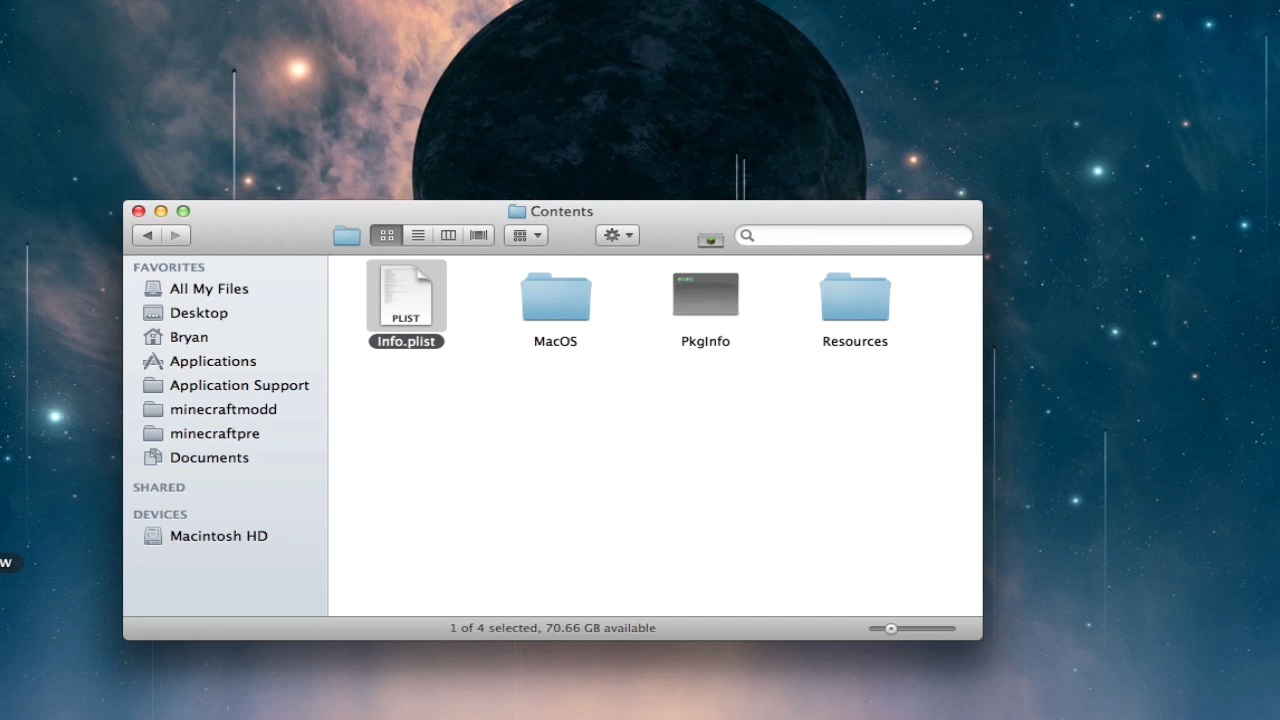 Contents
FAVORITES
All My Files
Desktop
Bryan
Applications
Application Support
minecraftmodd
minecraftpre
Documents
SHARED
DEVICES
Macintosh HD
PLIST
Info.plist
MacOS
exec
PkgInfo
Resources
1 of 4 selected, 70.66 GB available
w